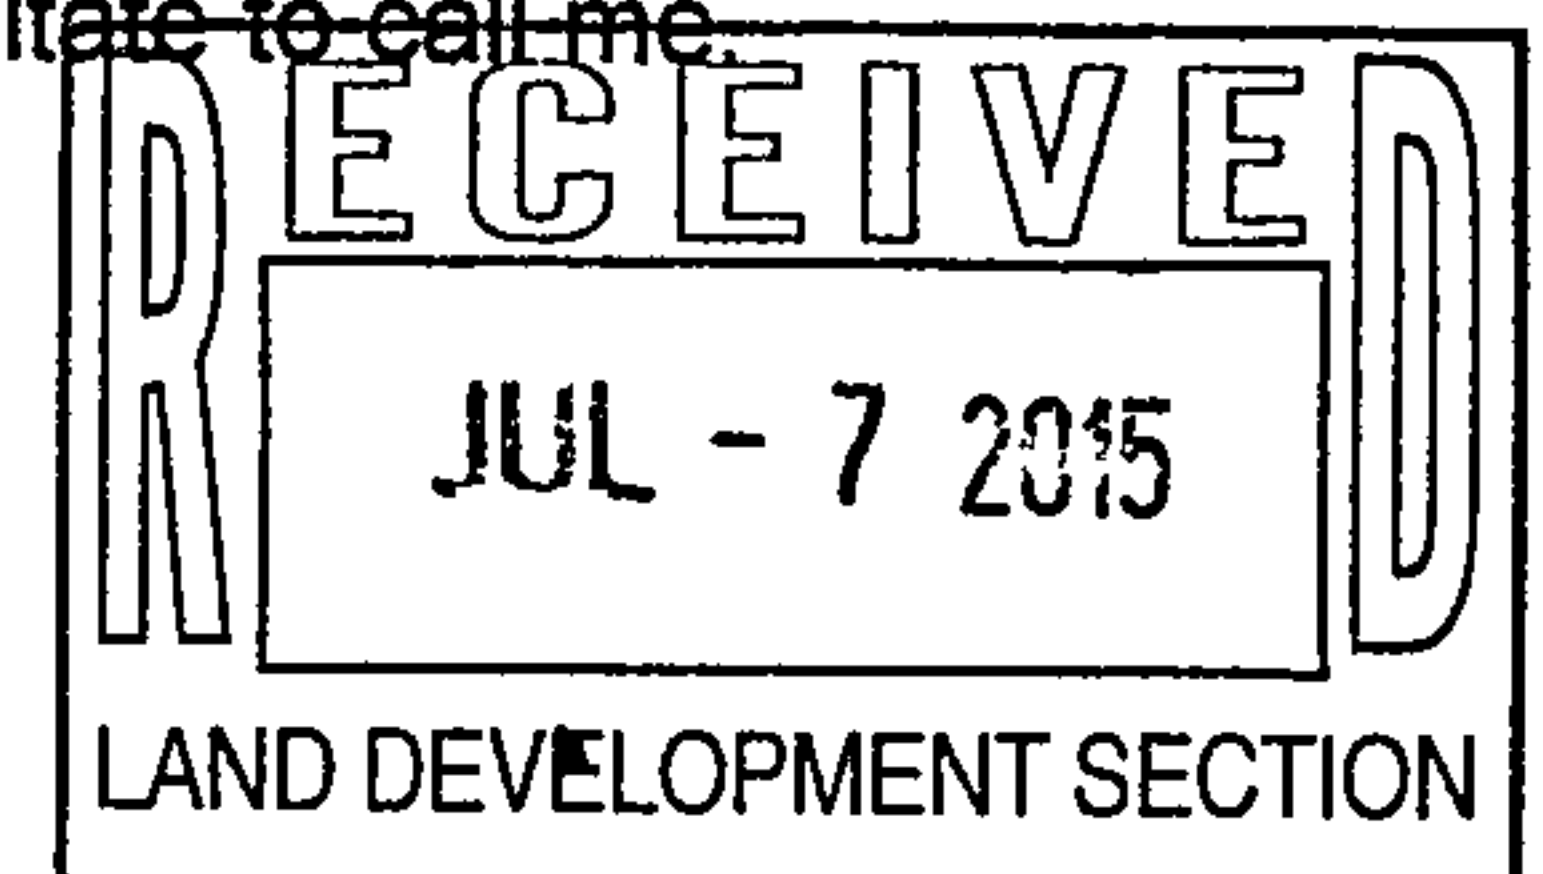 itate to call me.
RECEIVED
JUL - 7 2015
LAND DEVELOPMENT SECTION